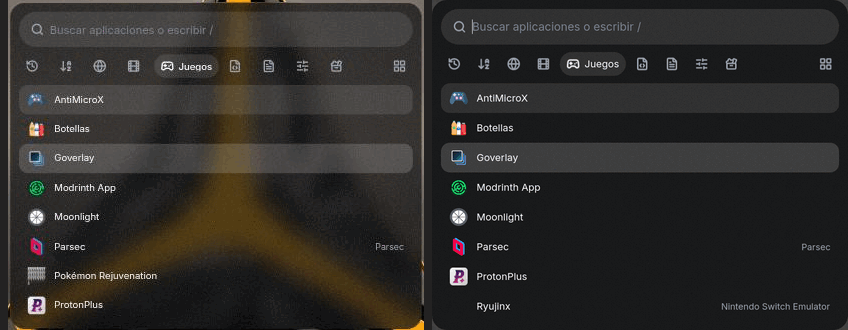 Buscar aplicaciones o escribir /
Juegos
AntiMicroX
Botellas
Goverlay
Modrinth App
Moonlight
Parsec Parsec
Pokémon Rejuvenation
ProtonPlus
Buscar aplicaciones o escribir /
Juegos
AntiMicroX
Botellas
Goverlay
Modrinth App
Moonlight
Parsec Parsec
ProtonPlus
Ryujinx Nintendo Switch Emulator